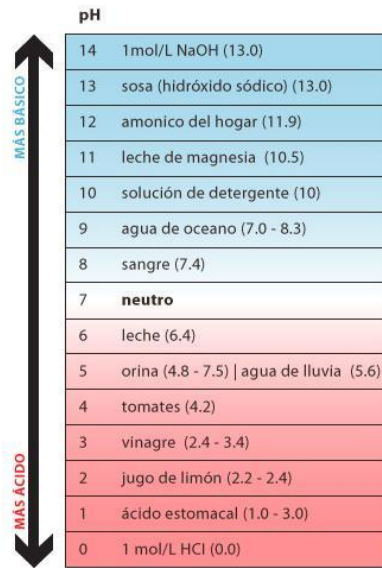 pH
MÁS BÁSICO
14 1mol/L NaOH (13.0)
13 sosa (hidróxido sódico) (13.0)
12 amonico del hogar (11.9)
11 leche de magnesia (10.5)
10 solución de detergente (10)
9 agua de oceano (7.0 - 8.3)
8 sangre (7.4)
7 neutro
6 leche (6.4)
5 orina (4.8 - 7.5) | agua de lluvia (5.6)
4 tomates (4.2)
3 vinagre (2.4 - 3.4)
2 jugo de limón (2.2 - 2.4)
1 ácido estomacal (1.0 - 3.0)
0 1 mol/L HCl (0.0)
MÁS ÁCIDO